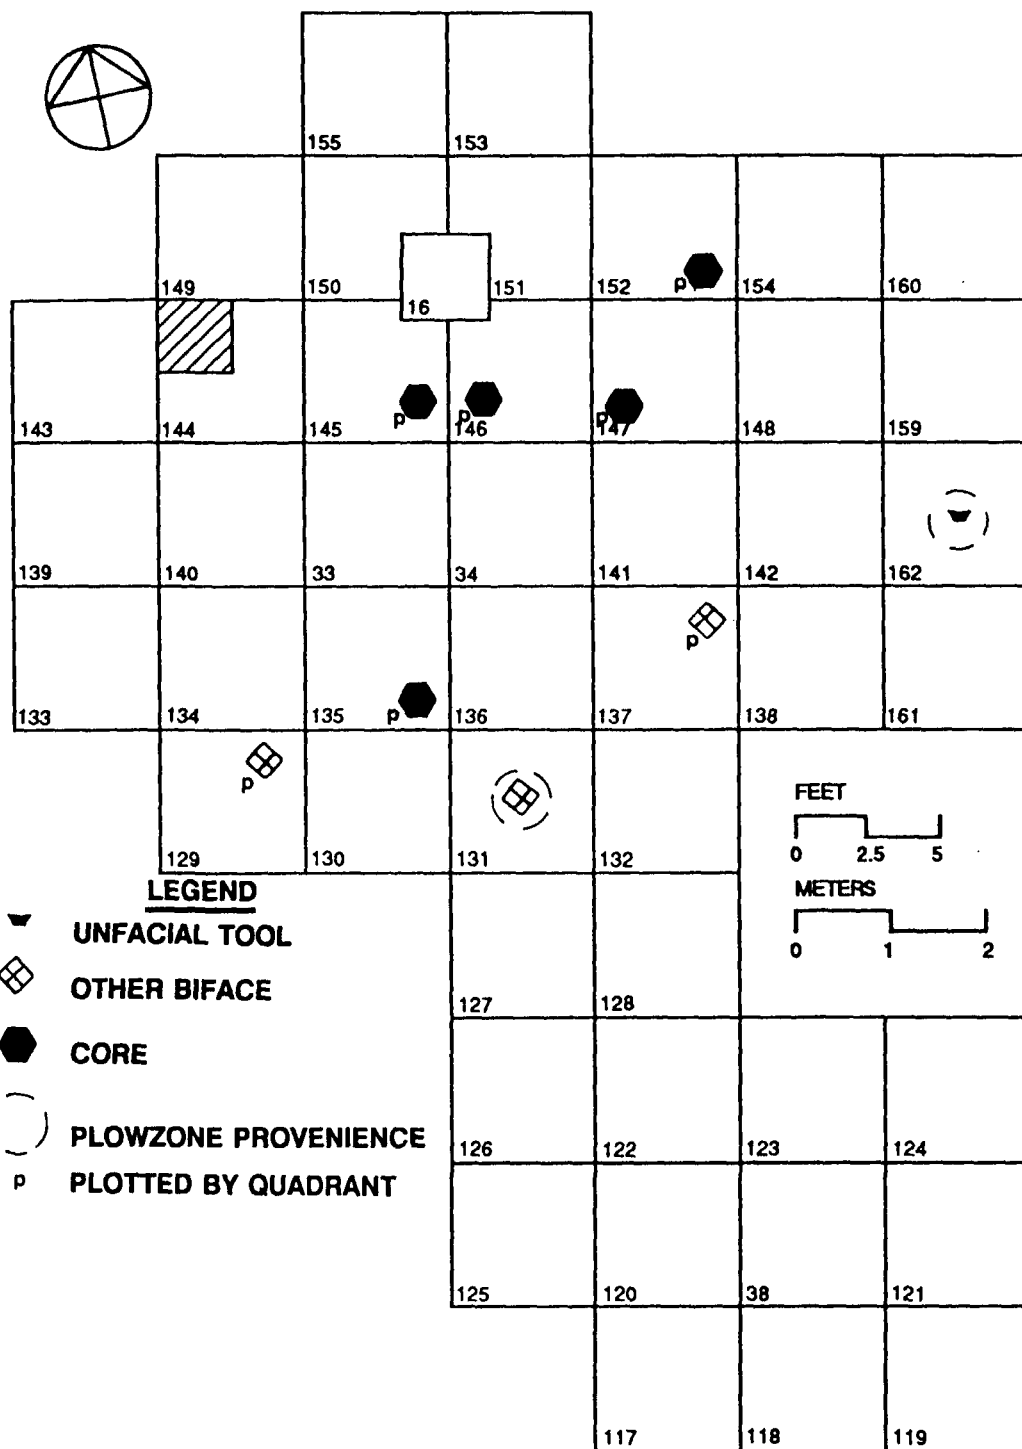 155 153
p
149 150 151 152 154 160
16
p p p
143 144 145 146 147 148 159
139 140 33 34 141 142 162
p
p
133 134 135 136 137 138 161
p
FEET
0 2.5 5
129 130 131 132
METERS
0 1 2
LEGEND
UNFACIAL TOOL
OTHER BIFACE
127 128
CORE
PLOWZONE PROVENIENCE
126 122 123 124
p PLOTTED BY QUADRANT
125 120 38 121
117 118 119